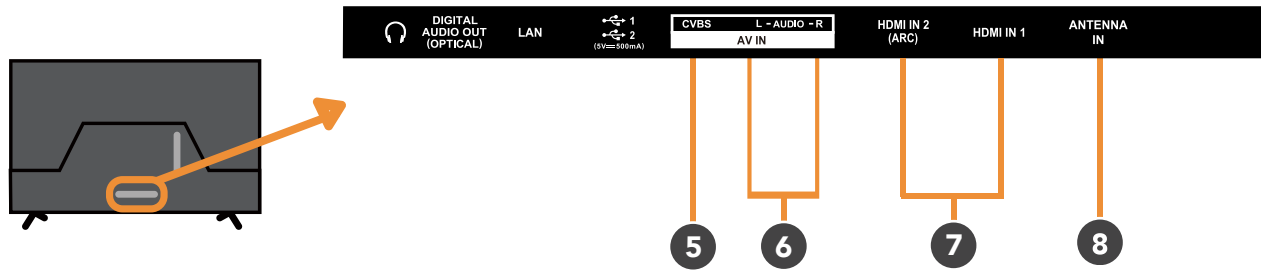 DIGITAL
AUDIO OUT
(OPTICAL)
LAN
1
2
(5V⎓500mA)
CVBS L - AUDIO - R
AV IN
HDMI IN 2
(ARC)
HDMI IN 1
ANTENNA
IN
5 6 7 8